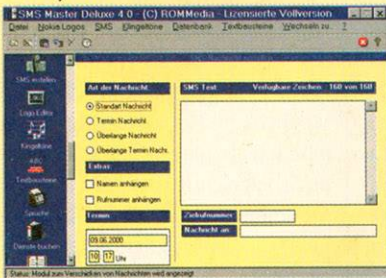 SMS Master Deluxe 4.0 - (C) ROMMedia - Lizensierte Vollversion
Datei Nokia Logos SMS Klingeltöne Datenbank Textbausteine Wechseln zu.. ?
SMS erstellen
Logo Editor
Klingeltöne
ABC
Textbausteine
Sprache
Dienste buchen
Art der Nachricht
Standart Nachricht
Termin Nachricht
Überlange Nachricht
Überlange Termin Nachr.
Extras
Namen anhängen
Rufnummer anhängen
Termin
09.06.2000
10 17 Uhr
SMS Text Verfügbare Zeichen 160 von 160
Zielrufnummer
Nachricht an
Status: Modul zum Verschicken von Nachrichten wird angezeigt